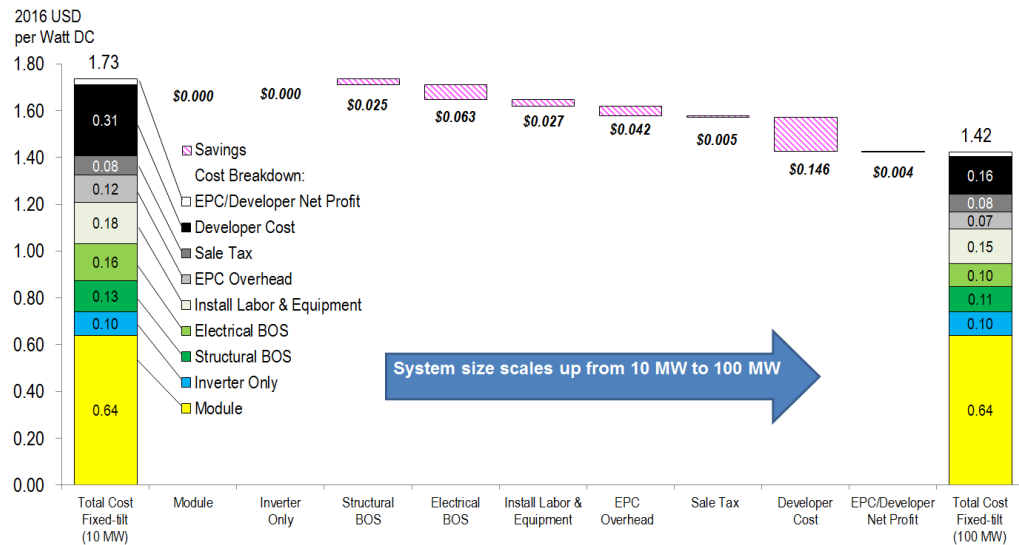 2016 USD
per Watt DC
1.80
1.60
1.40
1.20
1.00
0.80
0.60
0.40
0.20
0.00
1.73
0.31
0.08
0.12
0.18
0.16
0.13
0.10
0.64
Savings
Cost Breakdown:
EPC/Developer Net Profit
Developer Cost
Sale Tax
EPC Overhead
Install Labor & Equipment
Electrical BOS
Structural BOS
Inverter Only
Module
$0.000
$0.000
$0.025
$0.063
$0.027
$0.042
$0.005
$0.146
$0.004
System size scales up from 10 MW to 100 MW
1.42
0.16
0.08
0.07
0.15
0.10
0.11
0.10
0.64
Total Cost
Fixed-tilt
(10 MW)
Module
Inverter
Only
Structural
BOS
Electrical
BOS
Install Labor &
Equipment
EPC
Overhead
Sale Tax
Developer
Cost
EPC/Developer
Net Profit
Total Cost
Fixed-tilt
(100 MW)